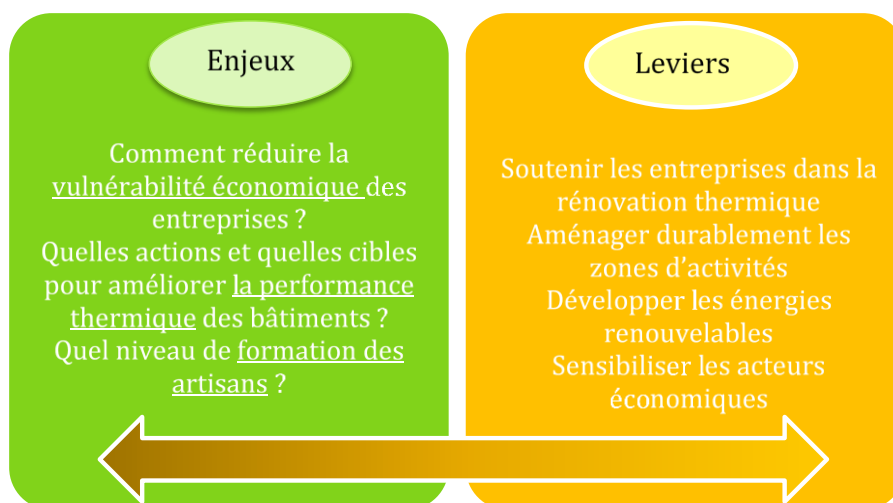 Enjeux
Comment réduire la
vulnérabilité économique des
entreprises ?
Quelles actions et quelles cibles
pour améliorer la performance
thermique des bâtiments ?
Quel niveau de formation des
artisans ?
Leviers
Soutenir les entreprises dans la
rénovation thermique
Aménager durablement les
zones d’activités
Développer les énergies
renouvelables
Sensibiliser les acteurs
économiques